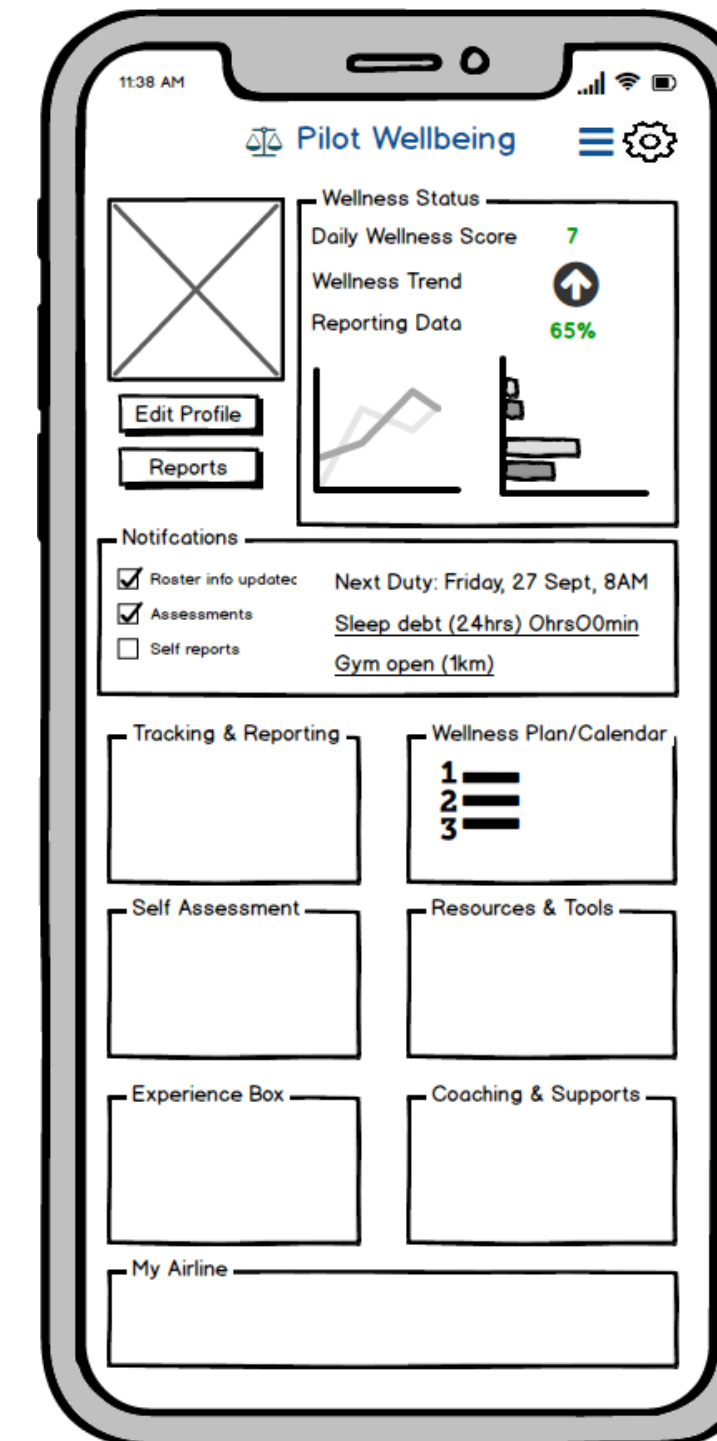 11:38 AM
Pilot Wellbeing
Wellness Status
Daily Wellness Score 7
Wellness Trend
Reporting Data 65%
Edit Profile
Reports
Notifcations
Roster info updated
Assessments
Self reports
Next Duty: Friday, 27 Sept, 8AM
Sleep debt (24hrs) OhrsO0min
Gym open (1km)
Tracking & Reporting
Wellness Plan/Calendar
1
2
3
Self Assessment
Resources & Tools
Experience Box
Coaching & Supports
My Airline